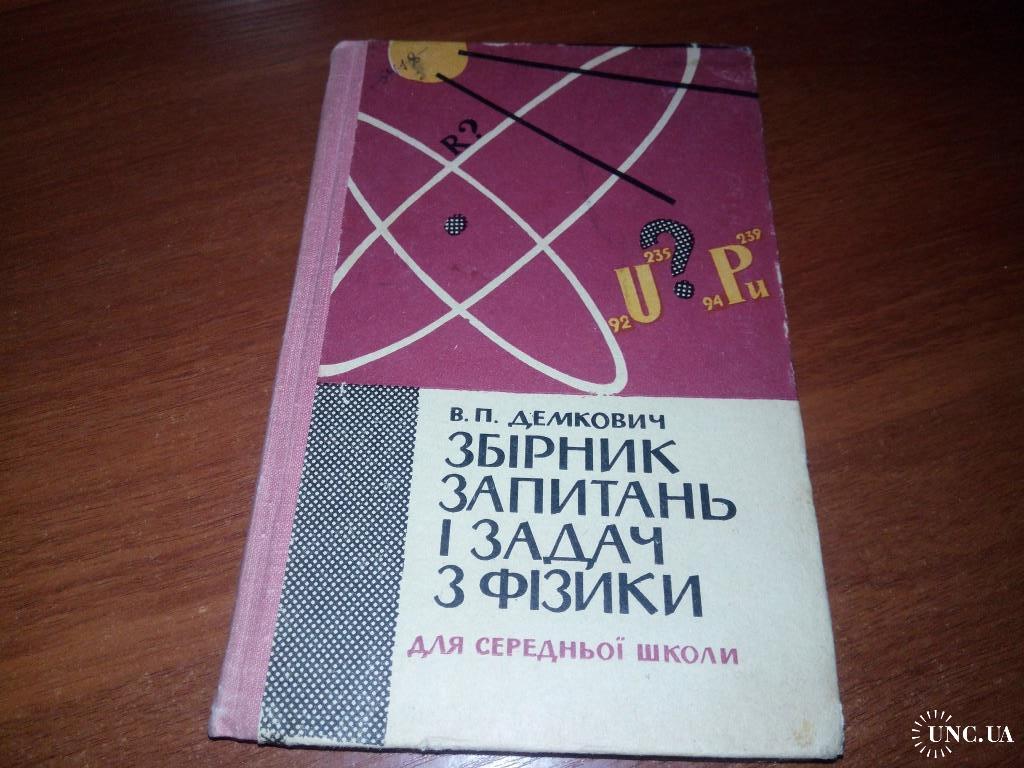 R?
235
92 U
?
239
94 Pu
В. П. ДЕМКОВИЧ
ЗБІРНИК
ЗАПИТАНЬ
І ЗАДАЧ
З ФІЗИКИ
ДЛЯ СЕРЕДНЬОЇ ШКОЛИ
UNC.UA